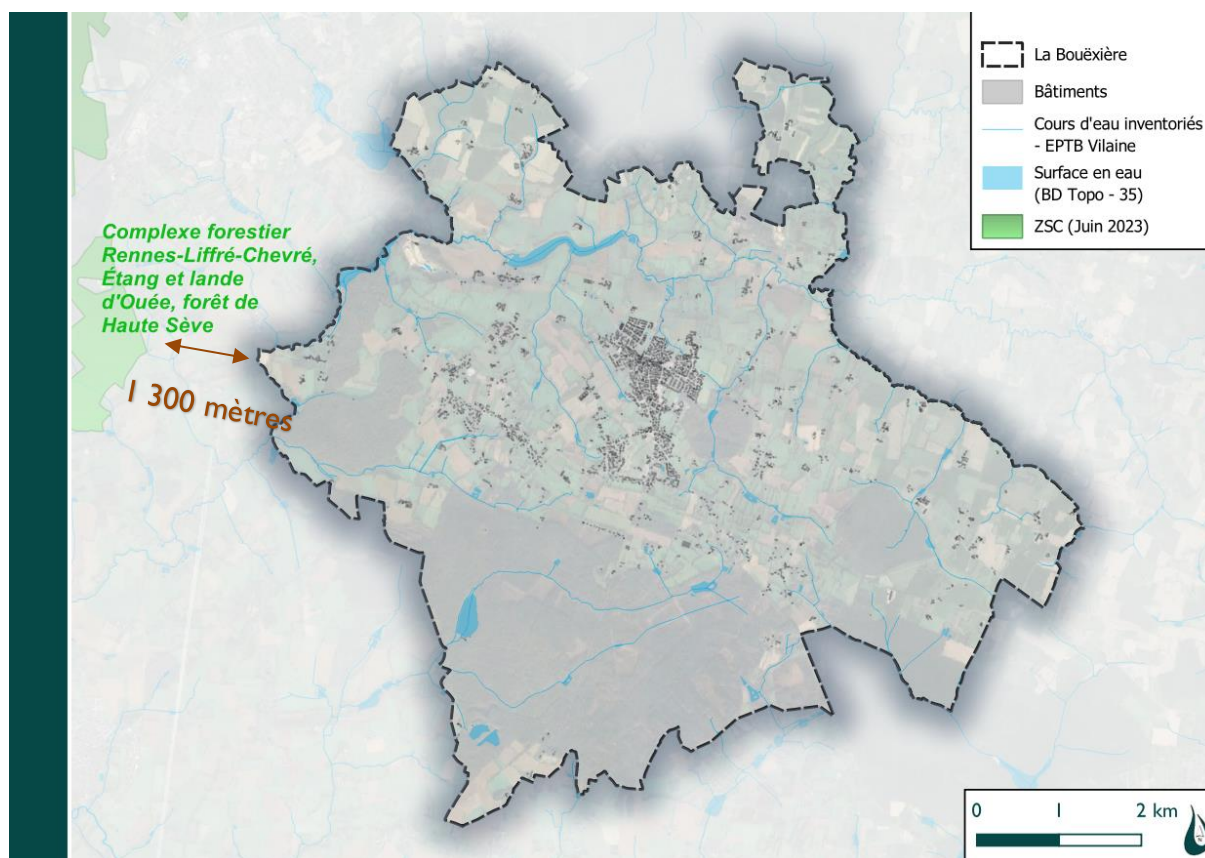 La Bouëxière
Bâtiments
Cours d'eau inventoriés
- EPTB Vilaine
Surface en eau
(BD Topo - 35)
ZSC (Juin 2023)
Complexe forestier
Rennes-Liffré-Chevré,
Étang et lande
d'Ouée, forêt de
Haute Sève
1 300 mètres
0 1 2 km